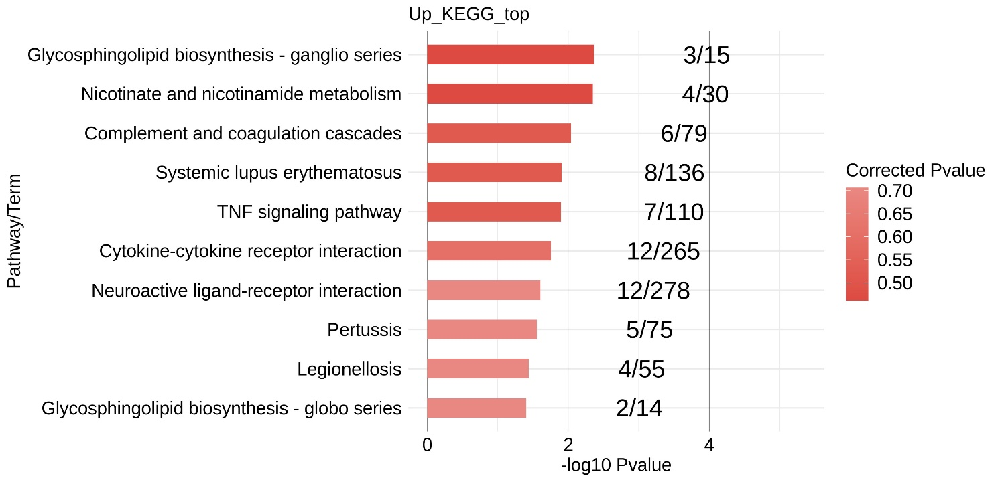 Up_KEGG_top
Glycosphingolipid biosynthesis - ganglio series 3/15
Nicotinate and nicotinamide metabolism 4/30
Complement and coagulation cascades 6/79
Systemic lupus erythematosus 8/136
TNF signaling pathway 7/110
Cytokine-cytokine receptor interaction 12/265
Neuroactive ligand-receptor interaction 12/278
Pertussis 5/75
Legionellosis 4/55
Glycosphingolipid biosynthesis - globo series 2/14
Pathway/Term
0 2 4
-log10 Pvalue
Corrected Pvalue
0.70
0.65
0.60
0.55
0.50